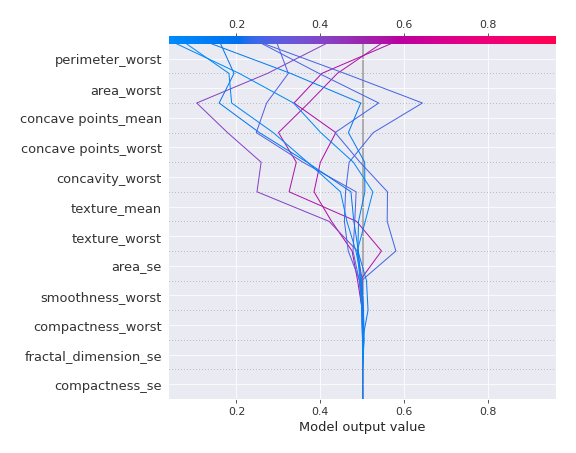 0.2 0.4 0.6 0.8
perimeter_worst
area_worst
concave points_mean
concave points_worst
concavity_worst
texture_mean
texture_worst
area_se
smoothness_worst
compactness_worst
fractal_dimension_se
compactness_se
0.2 0.4 0.6 0.8
Model output value